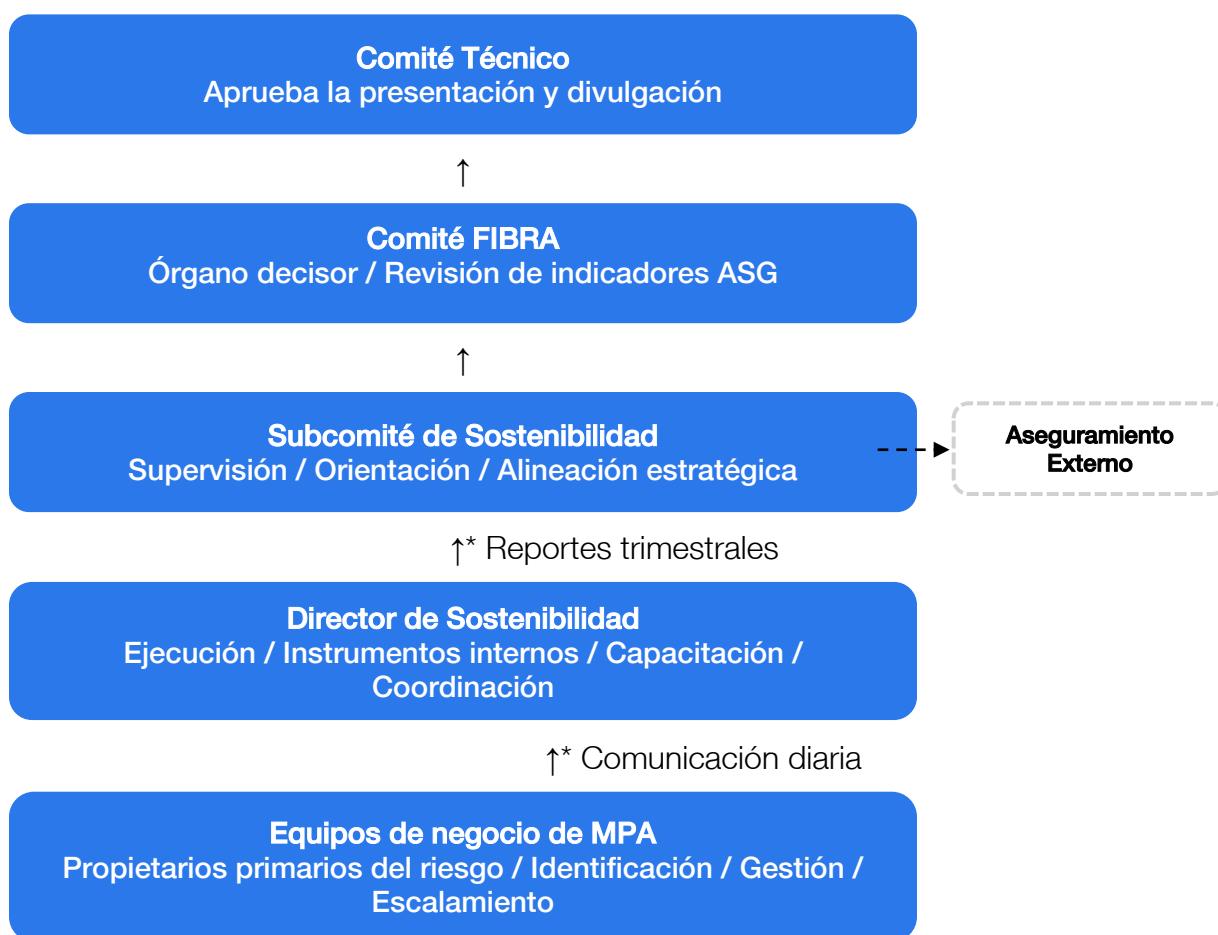 Comité Técnico
Aprueba la presentación y divulgación
↑
Comité FIBRA
Órgano decisor / Revisión de indicadores ASG
↑
Subcomité de Sostenibilidad
Supervisión / Orientación / Alineación estratégica
Aseguramiento
Externo
↑* Reportes trimestrales
Director de Sostenibilidad
Ejecución / Instrumentos internos / Capacitación /
Coordinación
↑* Comunicación diaria
Equipos de negocio de MPA
Propietarios primarios del riesgo / Identificación / Gestión /
Escalamiento